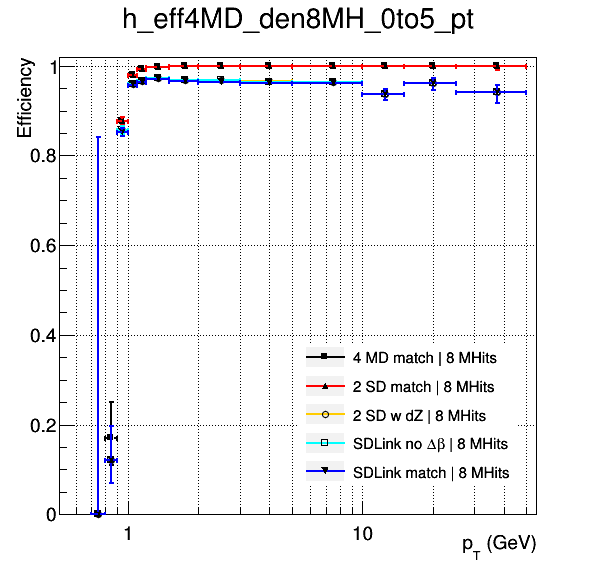 h_eff4MD_den8MH_0to5_pt
Efficiency
1
0.8
0.6
0.4
0.2
0
4 MD match | 8 MHits
2 SD match | 8 MHits
2 SD w dZ | 8 MHits
SDLink no Δβ | 8 MHits
SDLink match | 8 MHits
1 10
p_T (GeV)